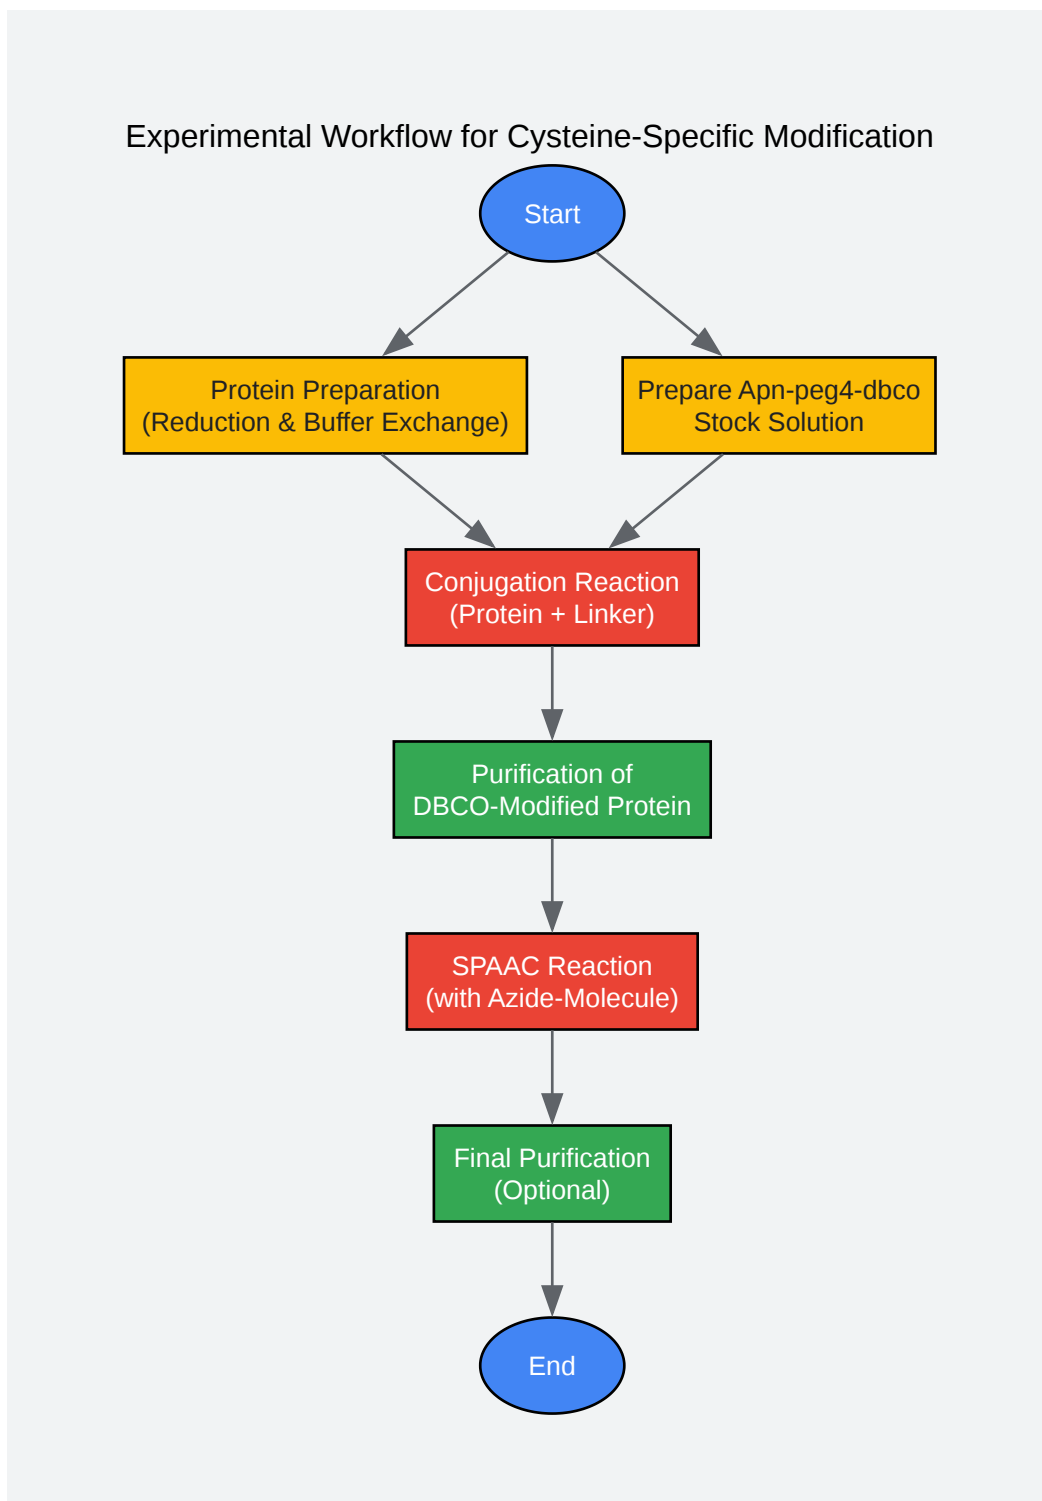 Experimental Workflow for Cysteine-Specific Modification
Start
Protein Preparation
(Reduction & Buffer Exchange)
Prepare Apn-peg4-dbco
Stock Solution
Conjugation Reaction
(Protein + Linker)
Purification of
DBCO-Modified Protein
SPAAC Reaction
(with Azide-Molecule)
Final Purification
(Optional)
End